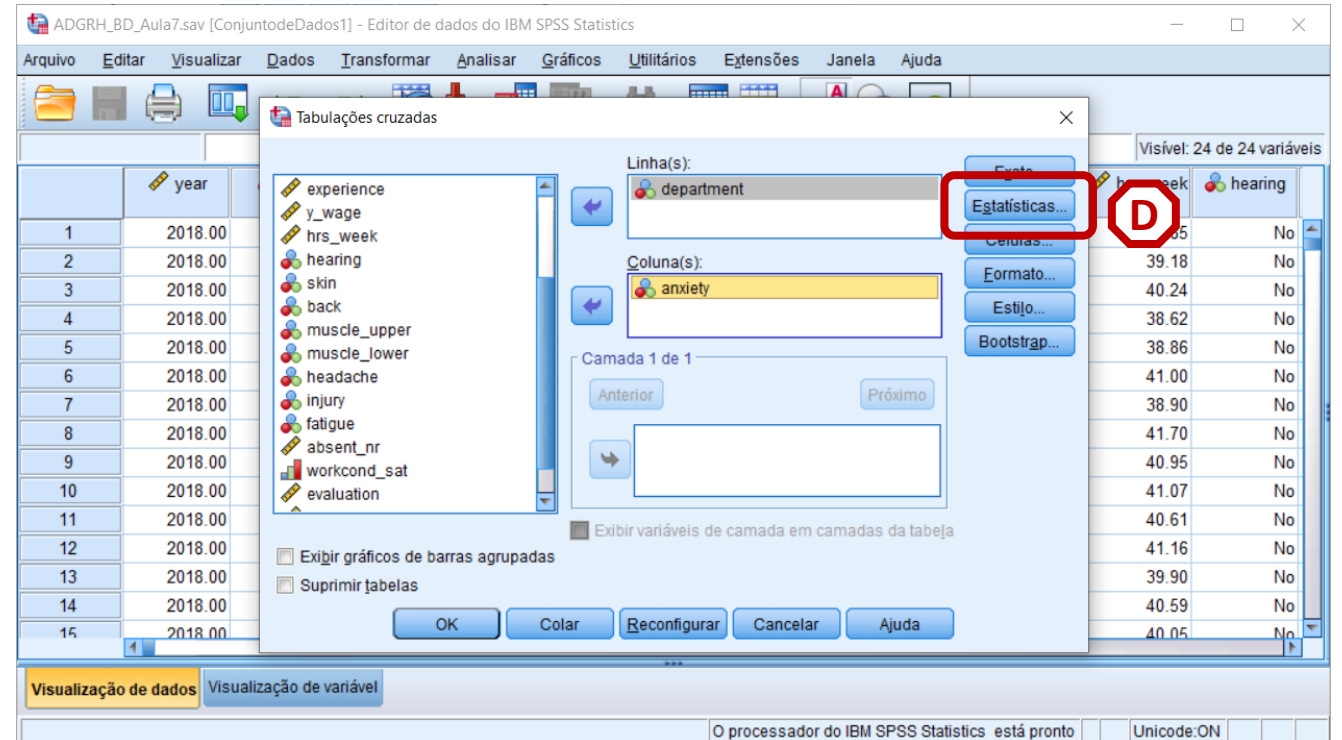 ADGRH_BD_Aula7.sav [ConjuntodeDados1] - Editor de dados do IBM SPSS Statistics
Arquivo Editar Visualizar Dados Transformar Analisar Gráficos Utilitários Extensões Janela Ajuda
Tabulações cruzadas
Visível: 24 de 24 variáveis
year
hearing
experience
y_wage
hrs_week
hearing
skin
back
muscle_upper
muscle_lower
headache
injury
fatigue
absent_nr
workcond_sat
evaluation
Linha(s):
department
Coluna(s):
anxiety
Camada 1 de 1
Anterior Próximo
Exibir variáveis de camada em camadas da tabela
Exato...
Estatísticas...
Células...
Formato...
Estilo...
Bootstrap...
D
Exibir gráficos de barras agrupadas
Suprimir tabelas
OK Colar Reconfigurar Cancelar Ajuda
1 2018.00 No
2 2018.00 39.18 No
3 2018.00 40.24 No
4 2018.00 38.62 No
5 2018.00 38.86 No
6 2018.00 41.00 No
7 2018.00 38.90 No
8 2018.00 41.70 No
9 2018.00 40.95 No
10 2018.00 41.07 No
11 2018.00 40.61 No
12 2018.00 41.16 No
13 2018.00 39.90 No
14 2018.00 40.59 No
15 2018.00 40.05 No
Visualização de dados Visualização de variável
O processador do IBM SPSS Statistics está pronto Unicode:ON